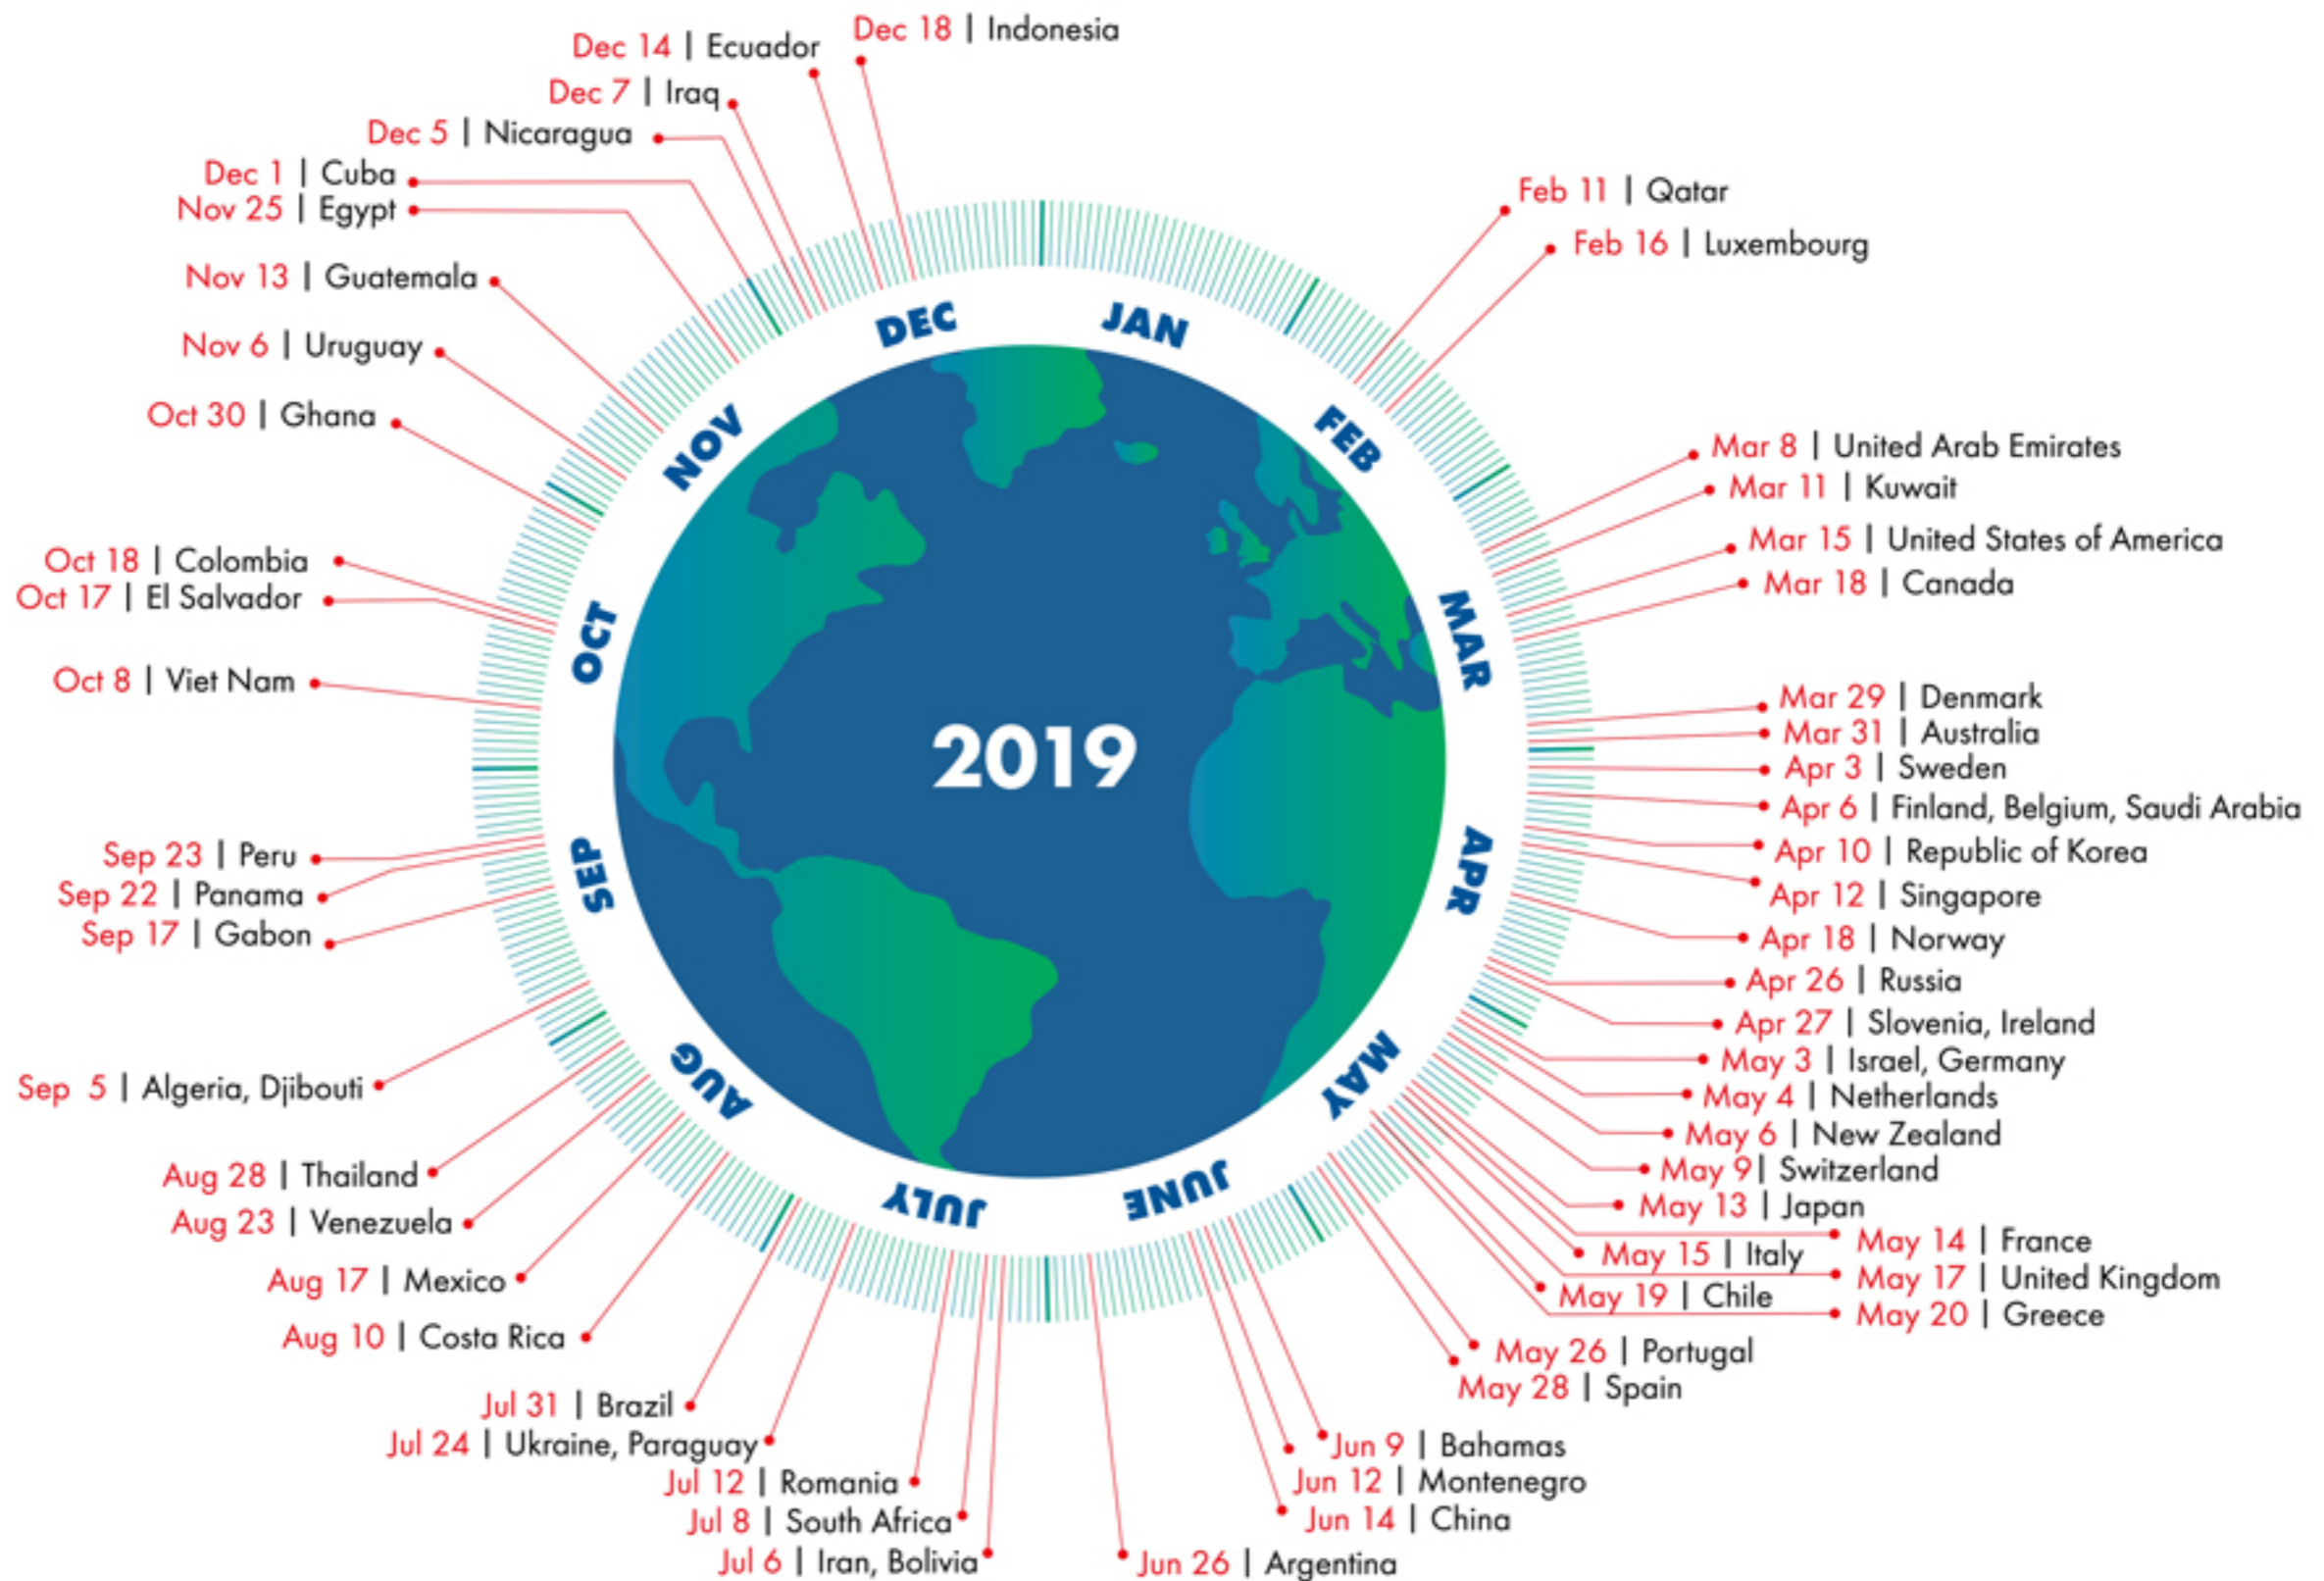 Dec 18 | Indonesia
Dec 14 | Ecuador
Dec 7 | Iraq
Dec 5 | Nicaragua
Dec 1 | Cuba
Nov 25 | Egypt
Nov 13 | Guatemala
Nov 6 | Uruguay
Oct 30 | Ghana
Oct 18 | Colombia
Oct 17 | El Salvador
Oct 8 | Viet Nam
Sep 23 | Peru
Sep 22 | Panama
Sep 17 | Gabon
Sep 5 | Algeria, Djibouti
Aug 28 | Thailand
Aug 23 | Venezuela
Aug 17 | Mexico
Aug 10 | Costa Rica
Jul 31 | Brazil
Jul 24 | Ukraine, Paraguay
Jul 12 | Romania
Jul 8 | South Africa
Jul 6 | Iran, Bolivia
Feb 11 | Qatar
Feb 16 | Luxembourg
Mar 8 | United Arab Emirates
Mar 11 | Kuwait
Mar 15 | United States of America
Mar 18 | Canada
Mar 29 | Denmark
Mar 31 | Australia
Apr 3 | Sweden
Apr 6 | Finland, Belgium, Saudi Arabia
Apr 10 | Republic of Korea
Apr 12 | Singapore
Apr 18 | Norway
Apr 26 | Russia
Apr 27 | Slovenia, Ireland
May 3 | Israel, Germany
May 4 | Netherlands
May 6 | New Zealand
May 9| Switzerland
May 13 | Japan
May 14 | France
May 15 | Italy
May 17 | United Kingdom
May 19 | Chile
May 20 | Greece
May 26 | Portugal
May 28 | Spain
Jun 9 | Bahamas
Jun 12 | Montenegro
Jun 14 | China
Jun 26 | Argentina
JAN
FEB
MAR
APR
MAY
JUNE
JULY
AUG
SEP
OCT
NOV
DEC
2019